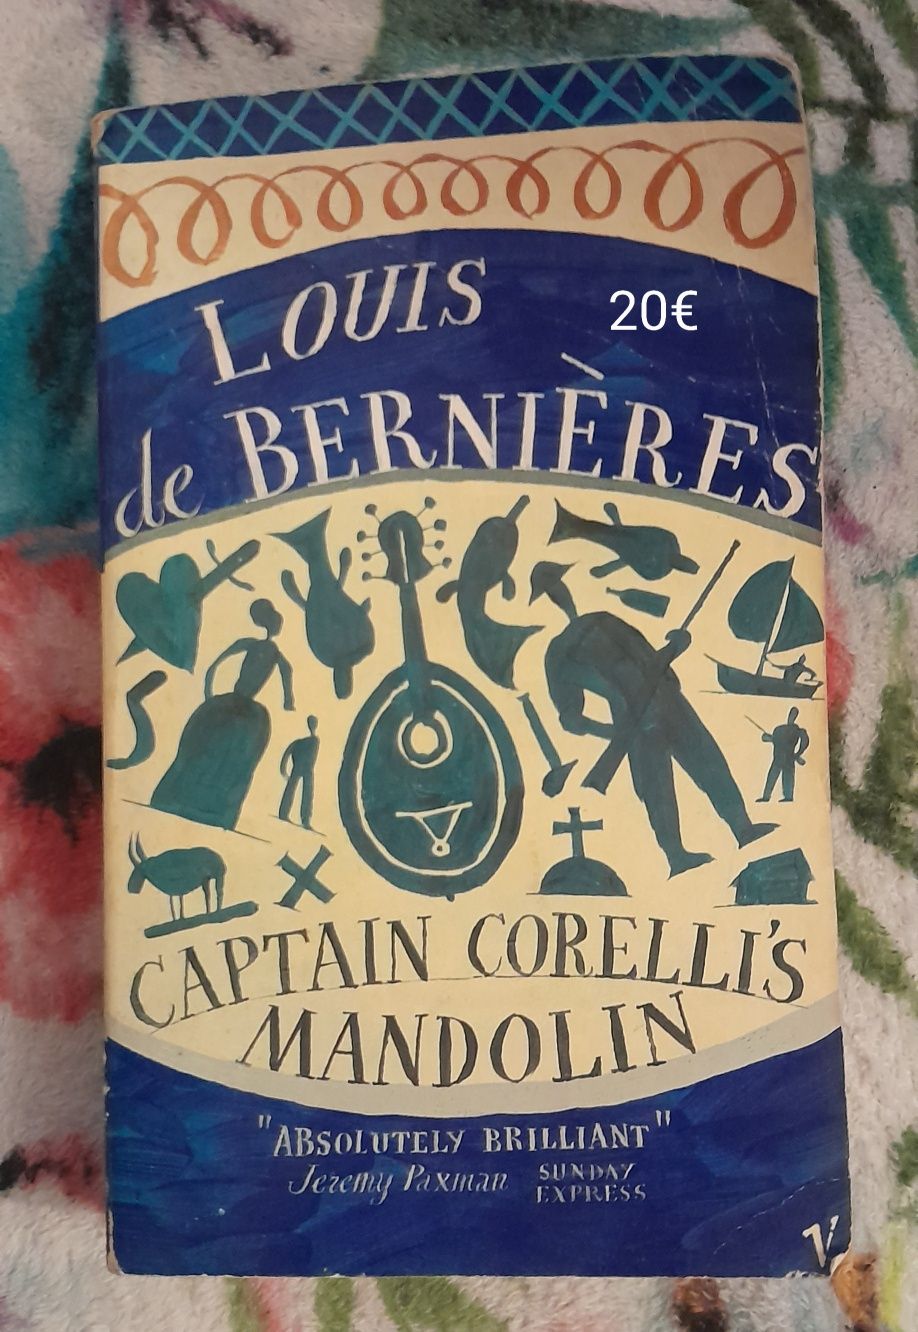 LOUIS
20€
de BERNIÈRES
CAPTAIN CORELLI'S
MANDOLIN
"ABSOLUTELY BRILLIANT"
Jeremy Paxman SUNDAY
EXPRESS
V